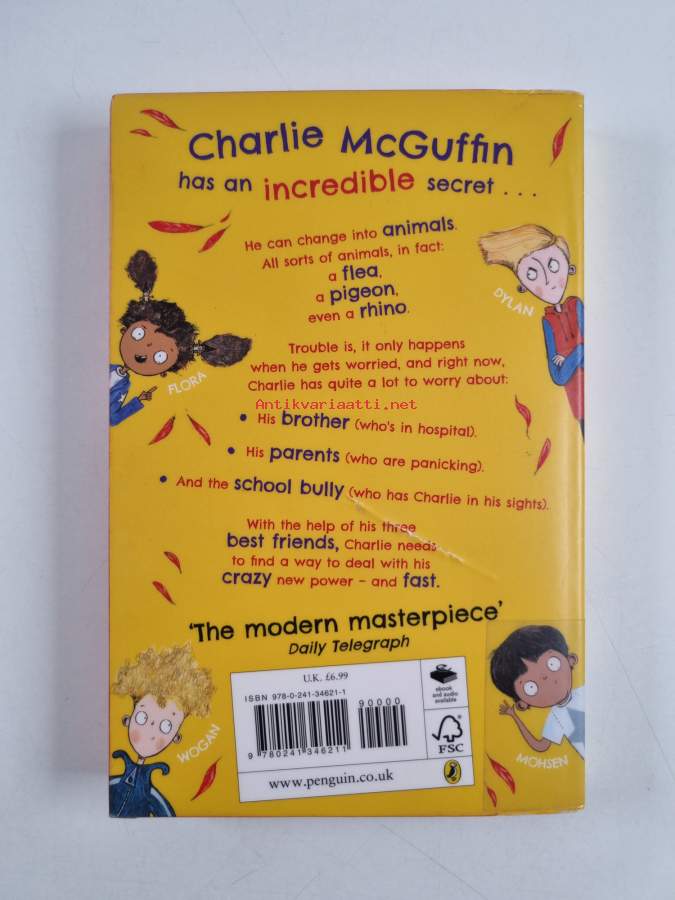 Charlie McGuffin
has an incredible secret . . .
He can change into animals.
All sorts of animals, in fact:
a flea,
a pigeon,
even a rhino.
DYLAN
FLORA
Trouble is, it only happens
when he gets worried, and right now,
Charlie has quite a lot to worry about:
Antikvariaatti.net
• His brother (who's in hospital).
• His parents (who are panicking).
• And the school bully (who has Charlie in his sights).
With the help of his three
best friends, Charlie needs
to find a way to deal with his
crazy new power – and fast.
'The modern masterpiece'
Daily Telegraph
WOGAN
MOHSEN
U.K. £6.99
ISBN 978-0-241-34621-1
90000
9 780241 346211
www.penguin.co.uk
ebook
and audio
available
FSC